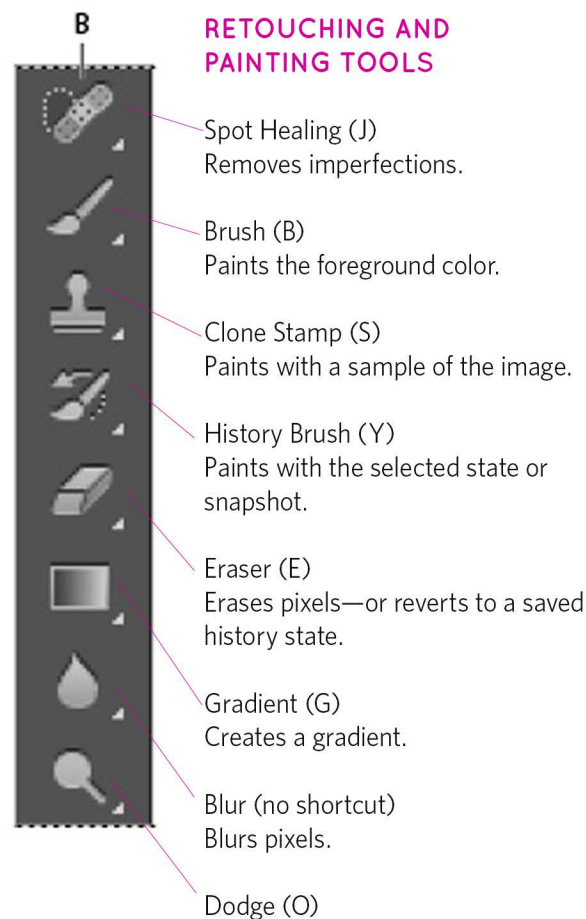 B
RETOUCHING AND
PAINTING TOOLS
Spot Healing (J)
Removes imperfections.
Brush (B)
Paints the foreground color.
Clone Stamp (S)
Paints with a sample of the image.
History Brush (Y)
Paints with the selected state or
snapshot.
Eraser (E)
Erases pixels—or reverts to a saved
history state.
Gradient (G)
Creates a gradient.
Blur (no shortcut)
Blurs pixels.
Dodge (O)